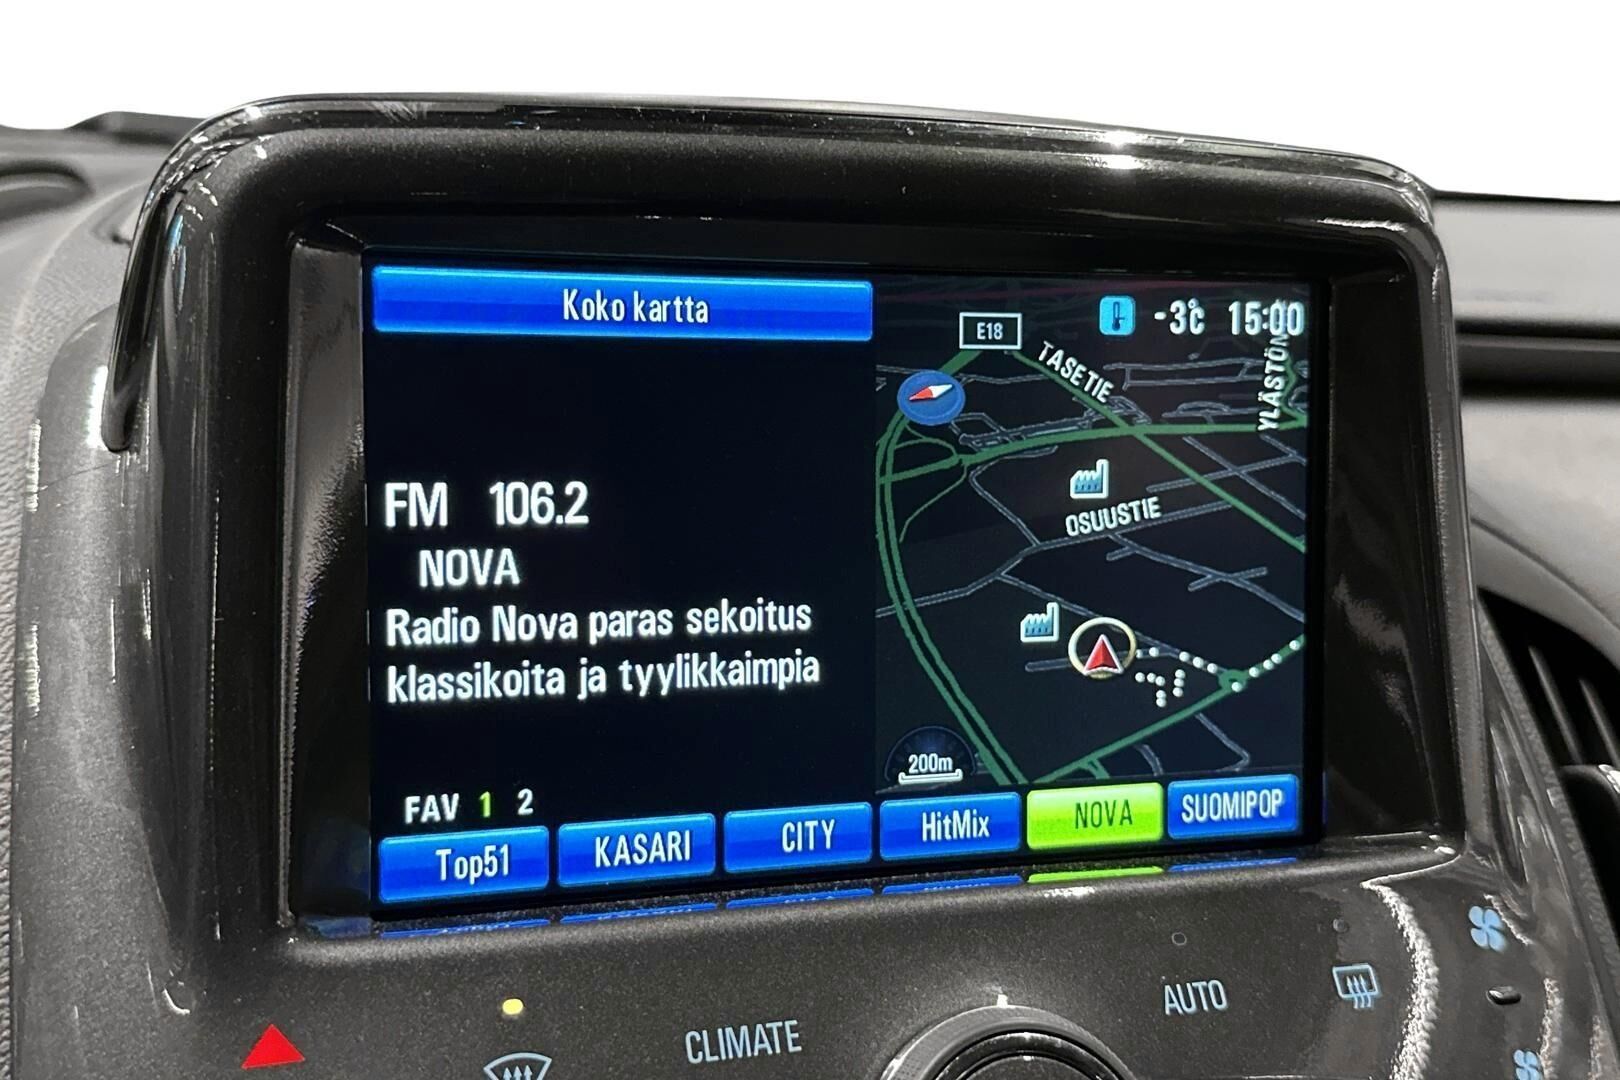 Koko kartta
-3°C 15:00
E18
TASETIE
OSUUSTIE
FM 106.2
NOVA
Radio Nova paras sekoitus
klassikoita ja tyylikkaimpia
200m
FAV 1 2
Top51 KASARI CITY HitMix NOVA SUOMIPOP
AUTO
CLIMATE